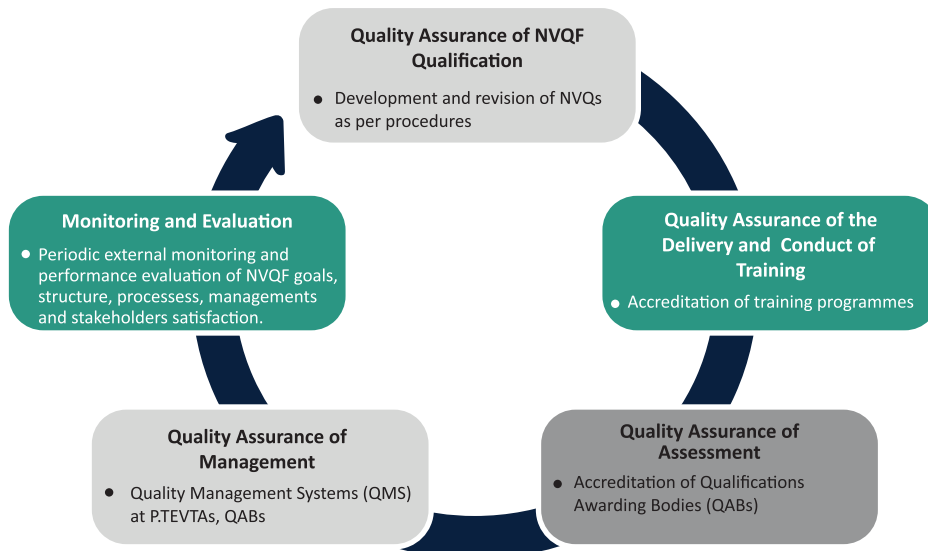 Quality Assurance of NVQF
Qualification
● Development and revision of NVQs
as per procedures
Quality Assurance of the
Delivery and Conduct of
Training
● Accreditation of training programmes
Quality Assurance of
Assessment
● Accreditation of Qualifications
Awarding Bodies (QABs)
Quality Assurance of
Management
● Quality Management Systems (QMS)
at P.TEVTAs, QABs
Monitoring and Evaluation
● Periodic external monitoring and
performance evaluation of NVQF goals,
structure, processess, managements
and stakeholders satisfaction.